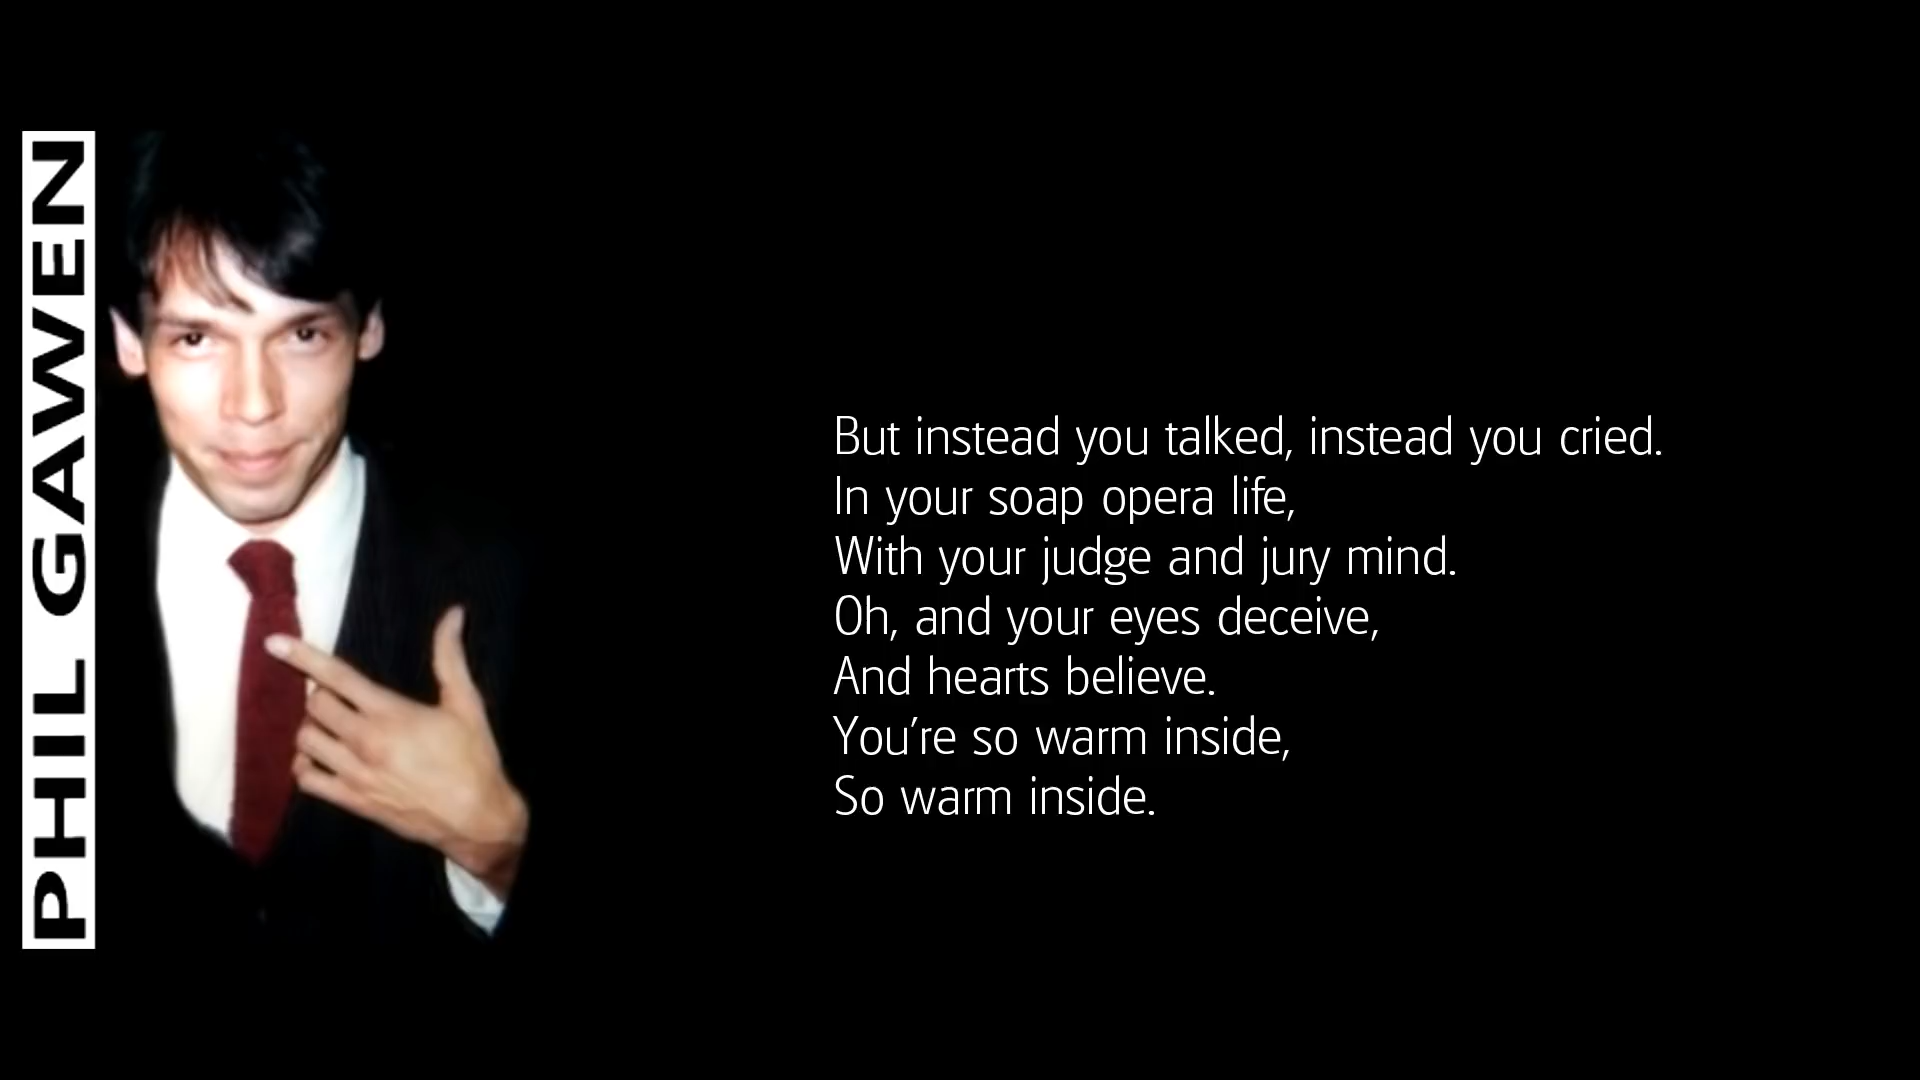 PHIL GAWEN
But instead you talked, instead you cried.
In your soap opera life,
With your judge and jury mind.
Oh, and your eyes deceive,
And hearts believe.
You’re so warm inside,
So warm inside.